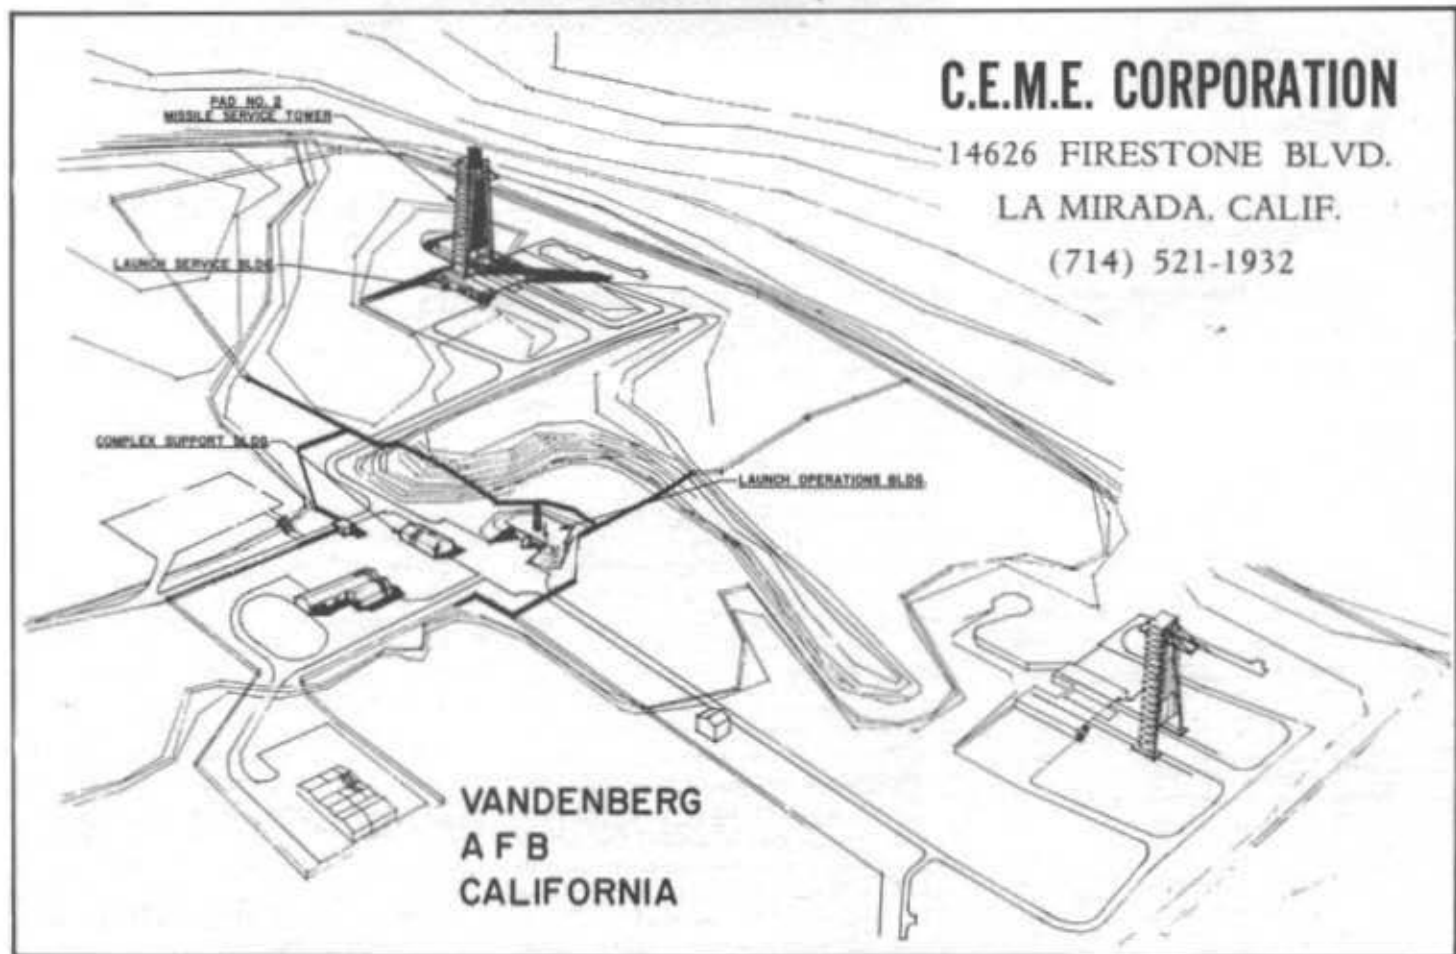 C.E.M.E. CORPORATION
14626 FIRESTONE BLVD.
LA MIRADA, CALIF.
(714) 521-1932
PAD NO. 2
MISSILE SERVICE TOWER
LAUNCH SERVICE BLDG.
COMPLEX SUPPORT BLDG.
LAUNCH OPERATIONS BLDG.
VANDENBERG
A F B
CALIFORNIA